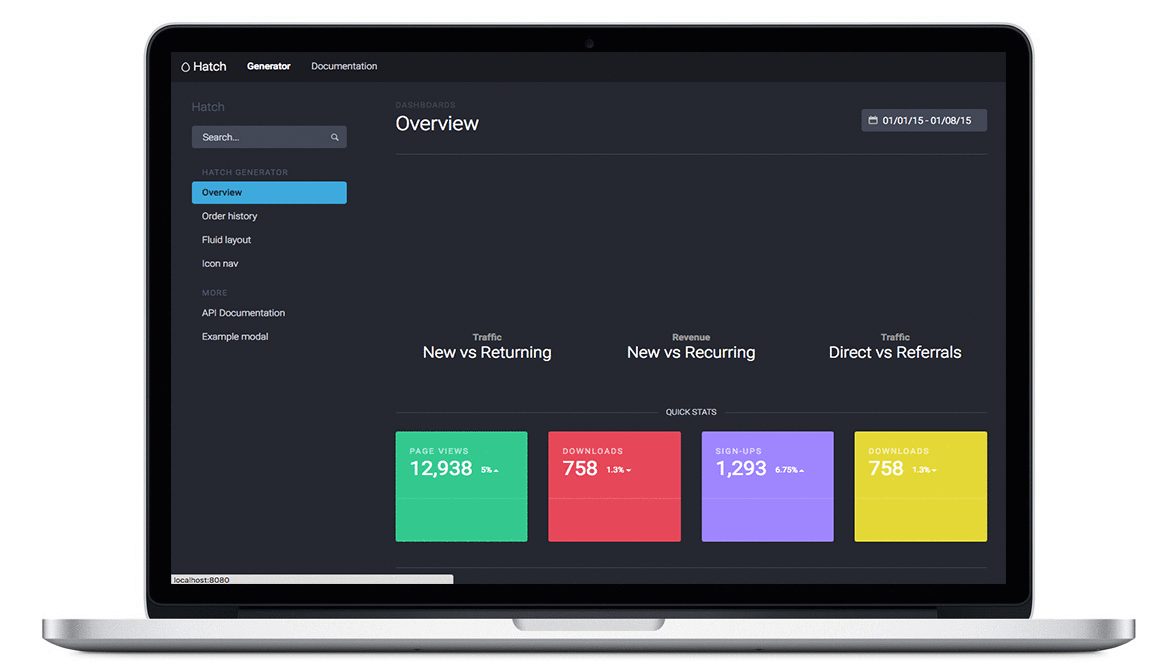 Hatch Generator Documentation
Hatch
Search...
HATCH GENERATOR
Overview
Order history
Fluid layout
Icon nav
MORE
API Documentation
Example modal
DASHBOARDS
Overview
01/01/15 - 01/08/15
Traffic
New vs Returning
Revenue
New vs Recurring
Traffic
Direct vs Referrals
QUICK STATS
PAGE VIEWS
12,938 5%
DOWNLOADS
758 1.3%
SIGN-UPS
1,293 6.75%
DOWNLOADS
758 1.3%
localhost:8080